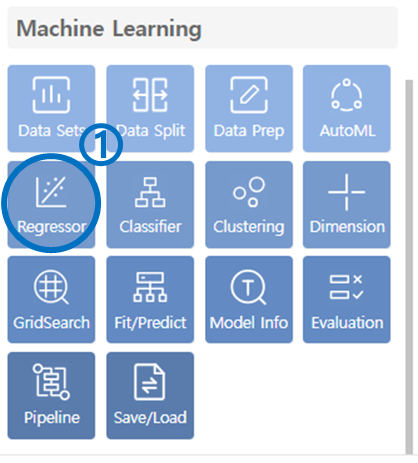 Machine Learning
Data Sets Data Split Data Prep AutoML
①
Regressor Classifier Clustering Dimension
GridSearch Fit/Predict Model Info Evaluation
Pipeline Save/Load